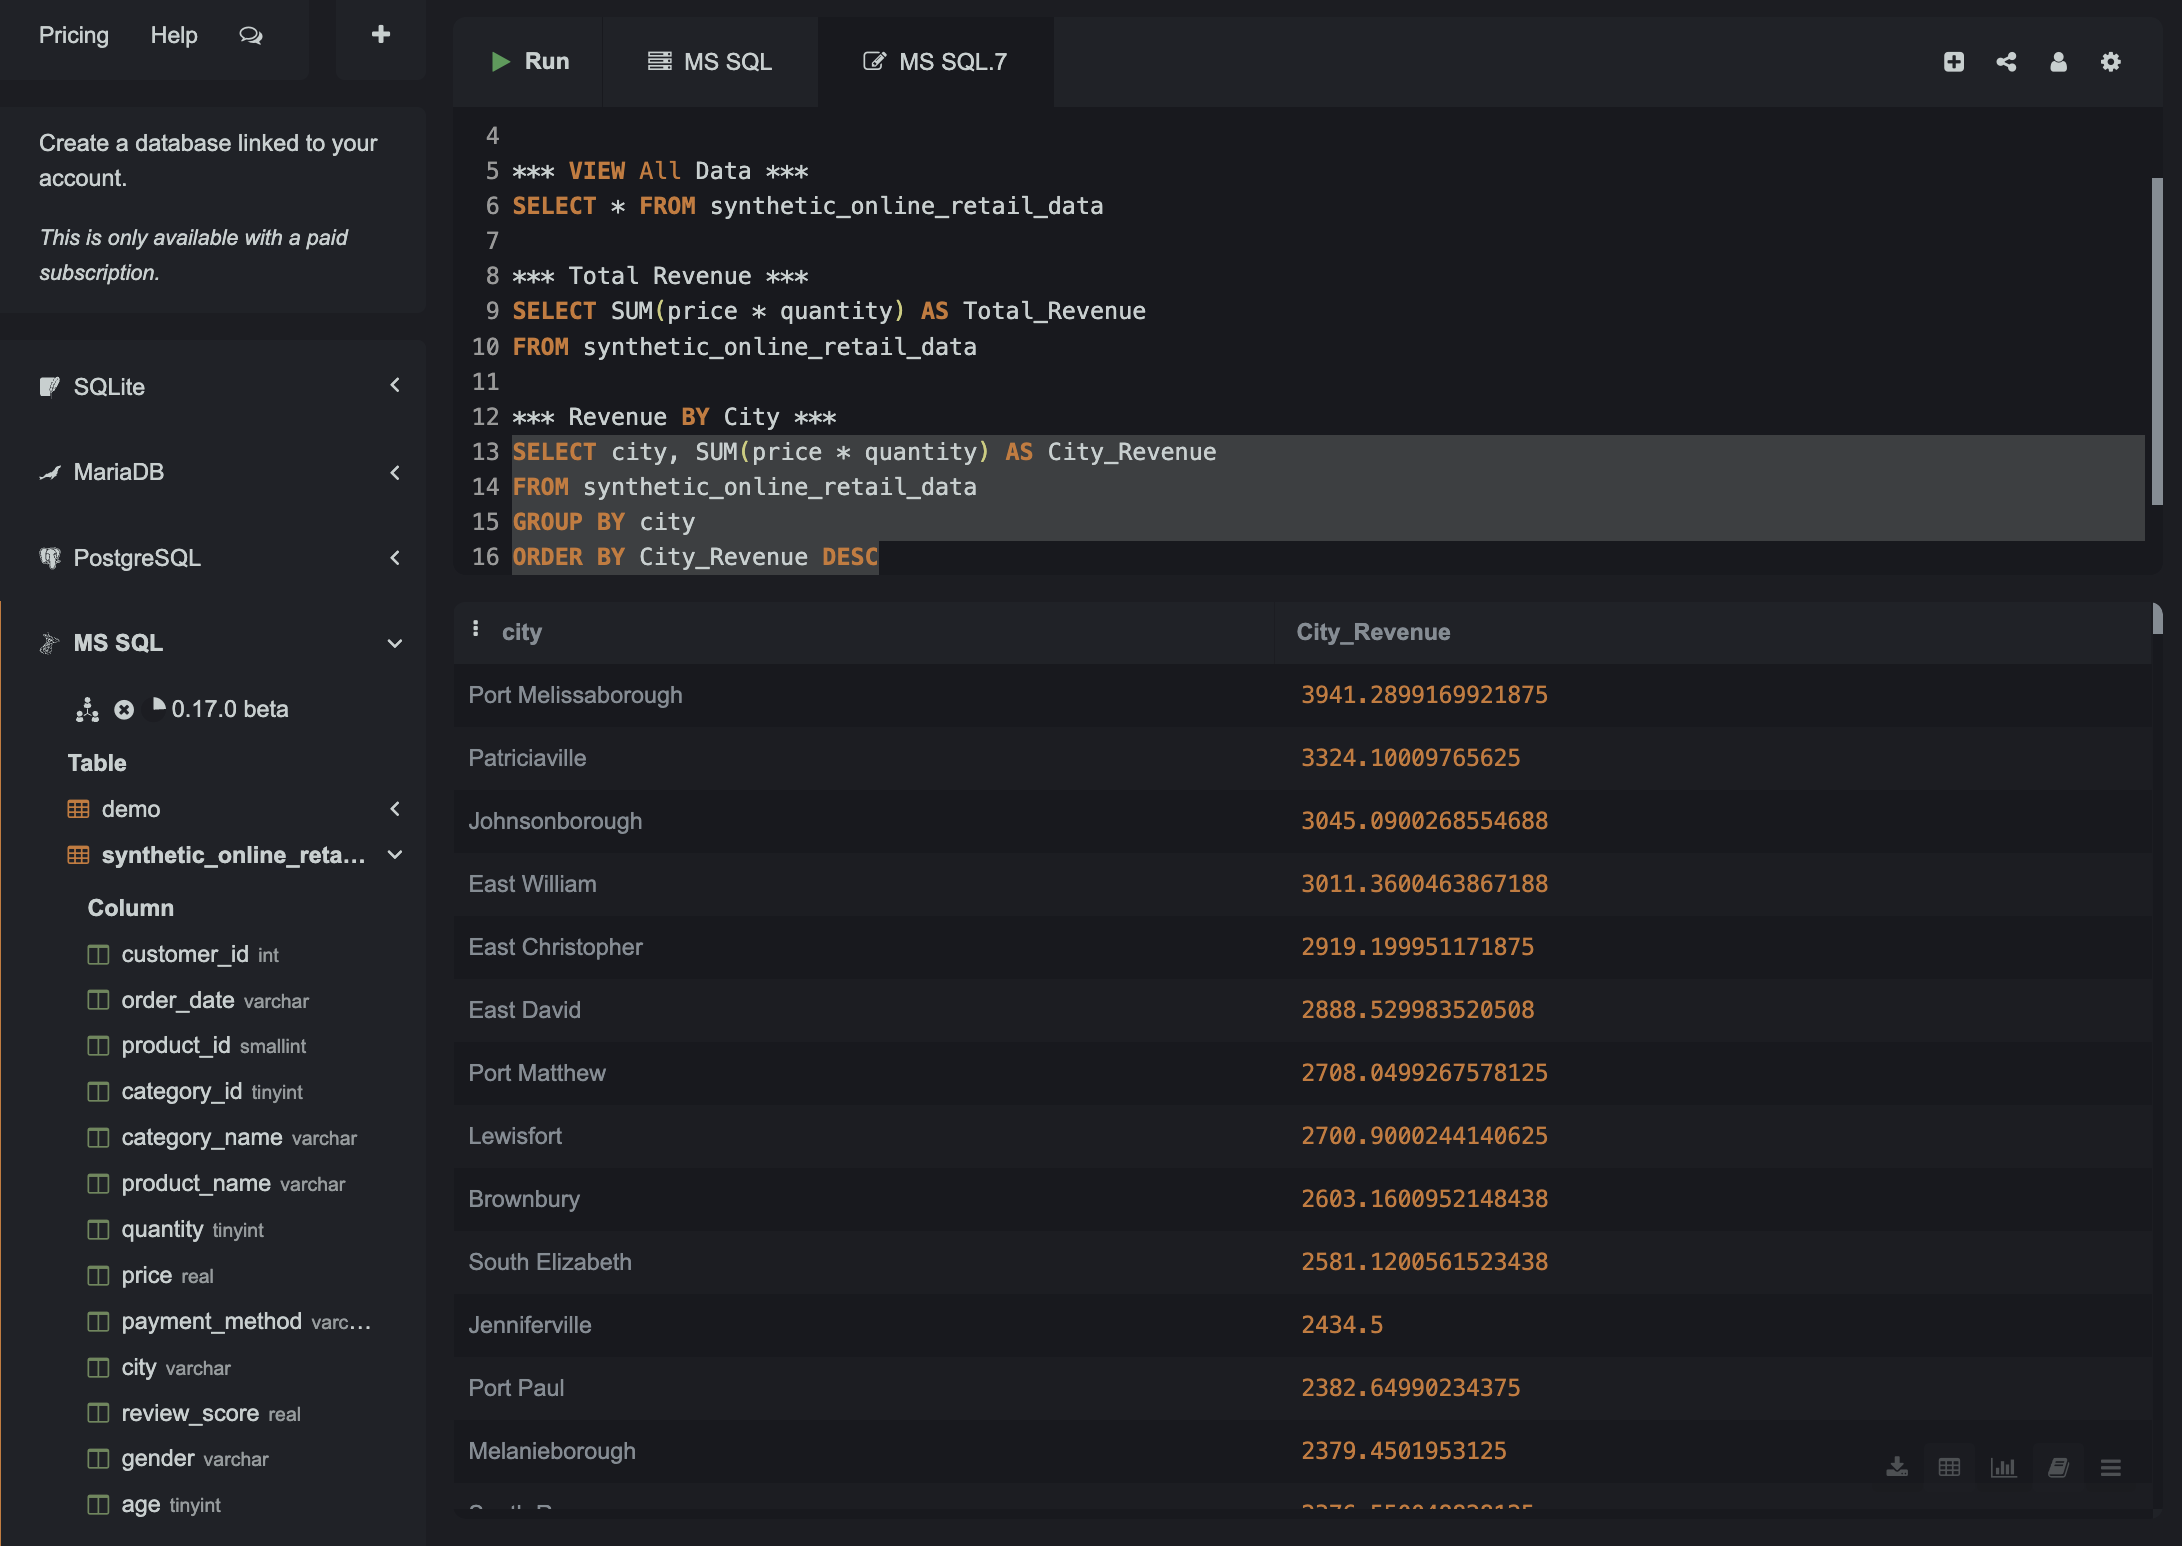 Pricing Help
Create a database linked to your
account.
This is only available with a paid
subscription.
SQLite
MariaDB
PostgreSQL
MS SQL
0.17.0 beta
Table
demo
synthetic_online_reta...
Column
customer_id int
order_date varchar
product_id smallint
category_id tinyint
category_name varchar
product_name varchar
quantity tinyint
price real
payment_method varc...
city varchar
review_score real
gender varchar
age tinyint
Run MS SQL MS SQL.7
4
5 *** VIEW All Data ***
6 SELECT * FROM synthetic_online_retail_data
7
8 *** Total Revenue ***
9 SELECT SUM(price * quantity) AS Total_Revenue
10 FROM synthetic_online_retail_data
11
12 *** Revenue BY City ***
13 SELECT city, SUM(price * quantity) AS City_Revenue
14 FROM synthetic_online_retail_data
15 GROUP BY city
16 ORDER BY City_Revenue DESC
city City_Revenue
Port Melissaborough 3941.2899169921875
Patriciaville 3324.10009765625
Johnsonborough 3045.0900268554688
East William 3011.3600463867188
East Christopher 2919.199951171875
East David 2888.529983520508
Port Matthew 2708.0499267578125
Lewisfort 2700.9000244140625
Brownbury 2603.1600952148438
South Elizabeth 2581.1200561523438
Jenniferville 2434.5
Port Paul 2382.64990234375
Melanieborough 2379.4501953125